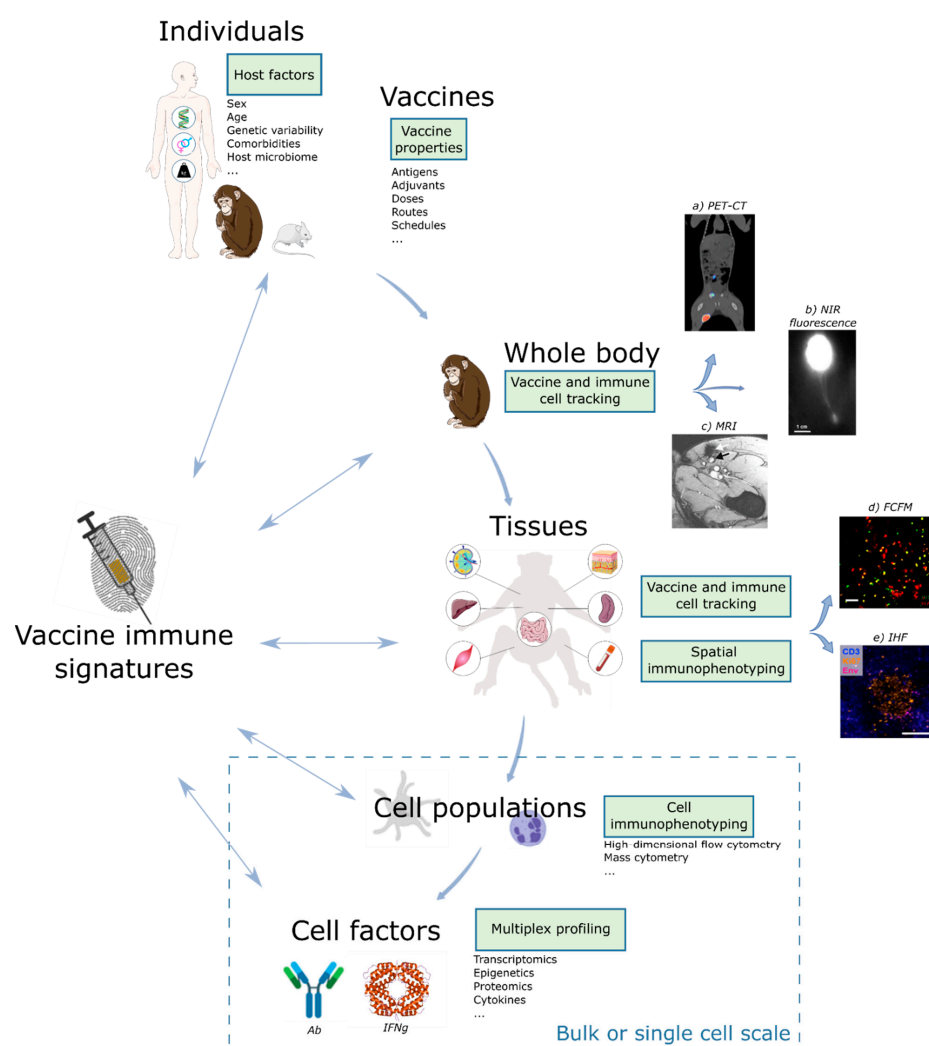 Individuals
Host factors
Sex
Age
Genetic variability
Comorbidities
Host microbiome
...
Vaccines
Vaccine
properties
Antigens
Adjuvants
Doses
Routes
Schedules
...
a) PET-CT
b) NIR
fluorescence
1 cm
Whole body
Vaccine and immune
cell tracking
c) MRI
Tissues
Vaccine and immune
cell tracking
Spatial
immunophenotyping
d) FCFM
e) IHF
CD3
Env
Vaccine immune
signatures
Cell populations
Cell
immunophenotyping
High-dimensional flow cytometry
Mass cytometry
...
Cell factors
Multiplex profiling
Transcriptomics
Epigenetics
Proteomics
Cytokines
...
Ab
IFNg
Bulk or single cell scale